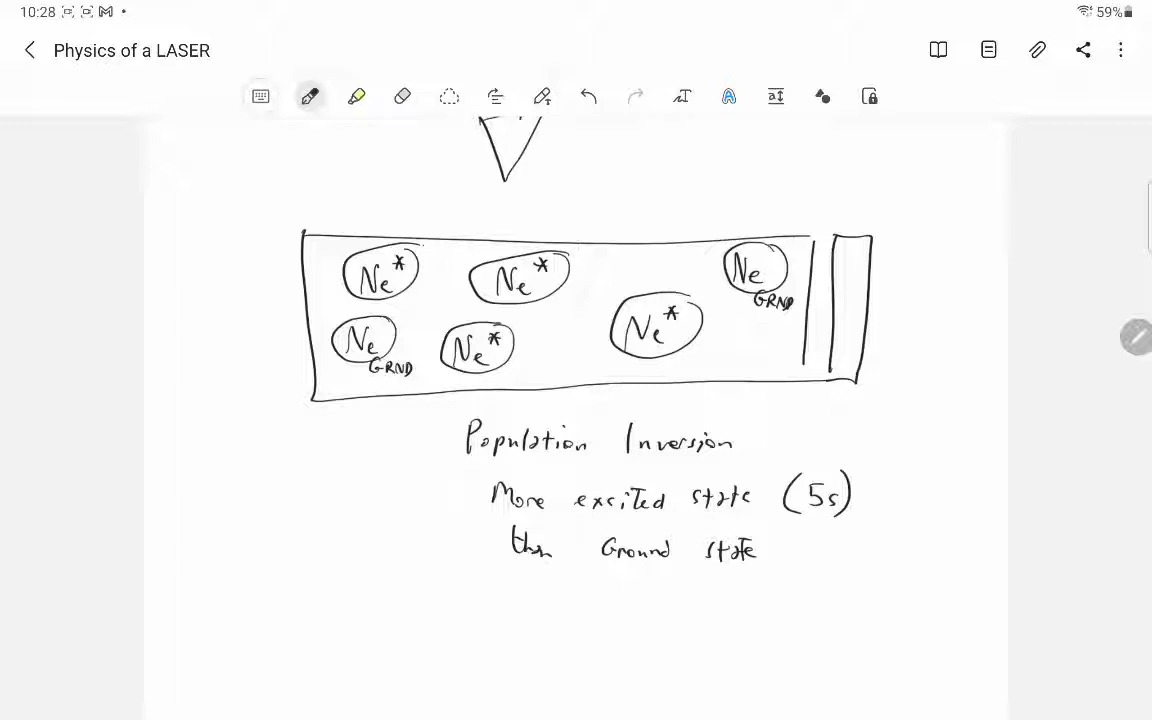 10:28
59%
Physics of a LASER
Ne*
Ne*
Ne GRND
Ne GRND
Ne*
Ne*
Population Inversion
More excited state (5s)
than Ground state